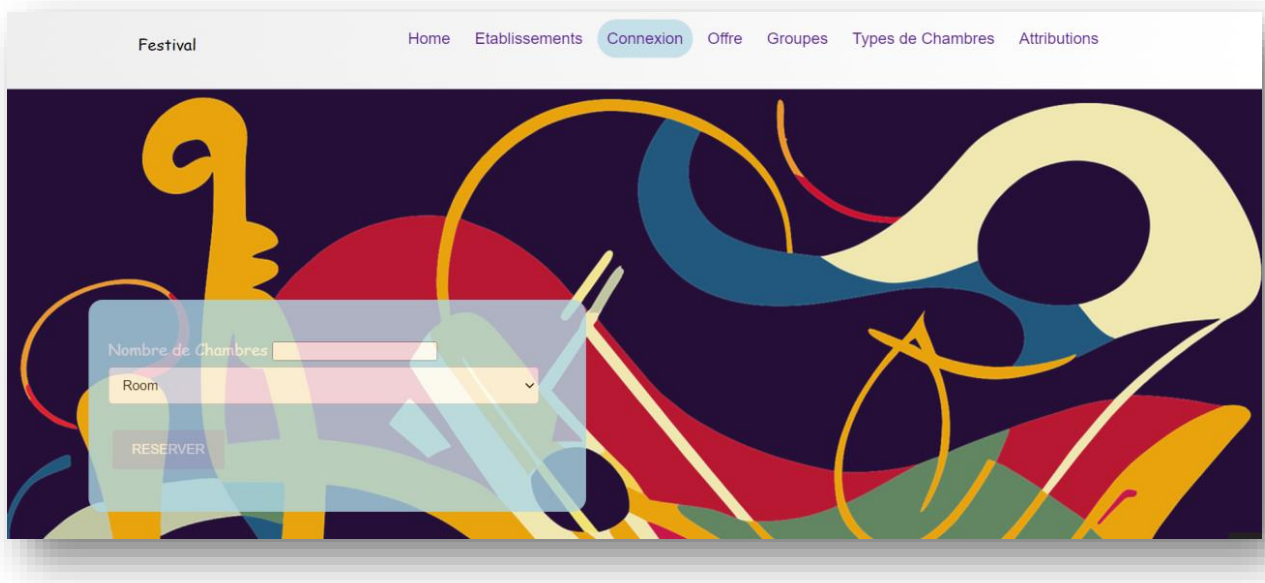 Festival
Home Etablissements Connexion Offre Groupes Types de Chambres Attributions
Nombre de Chambres
Room
RESERVER